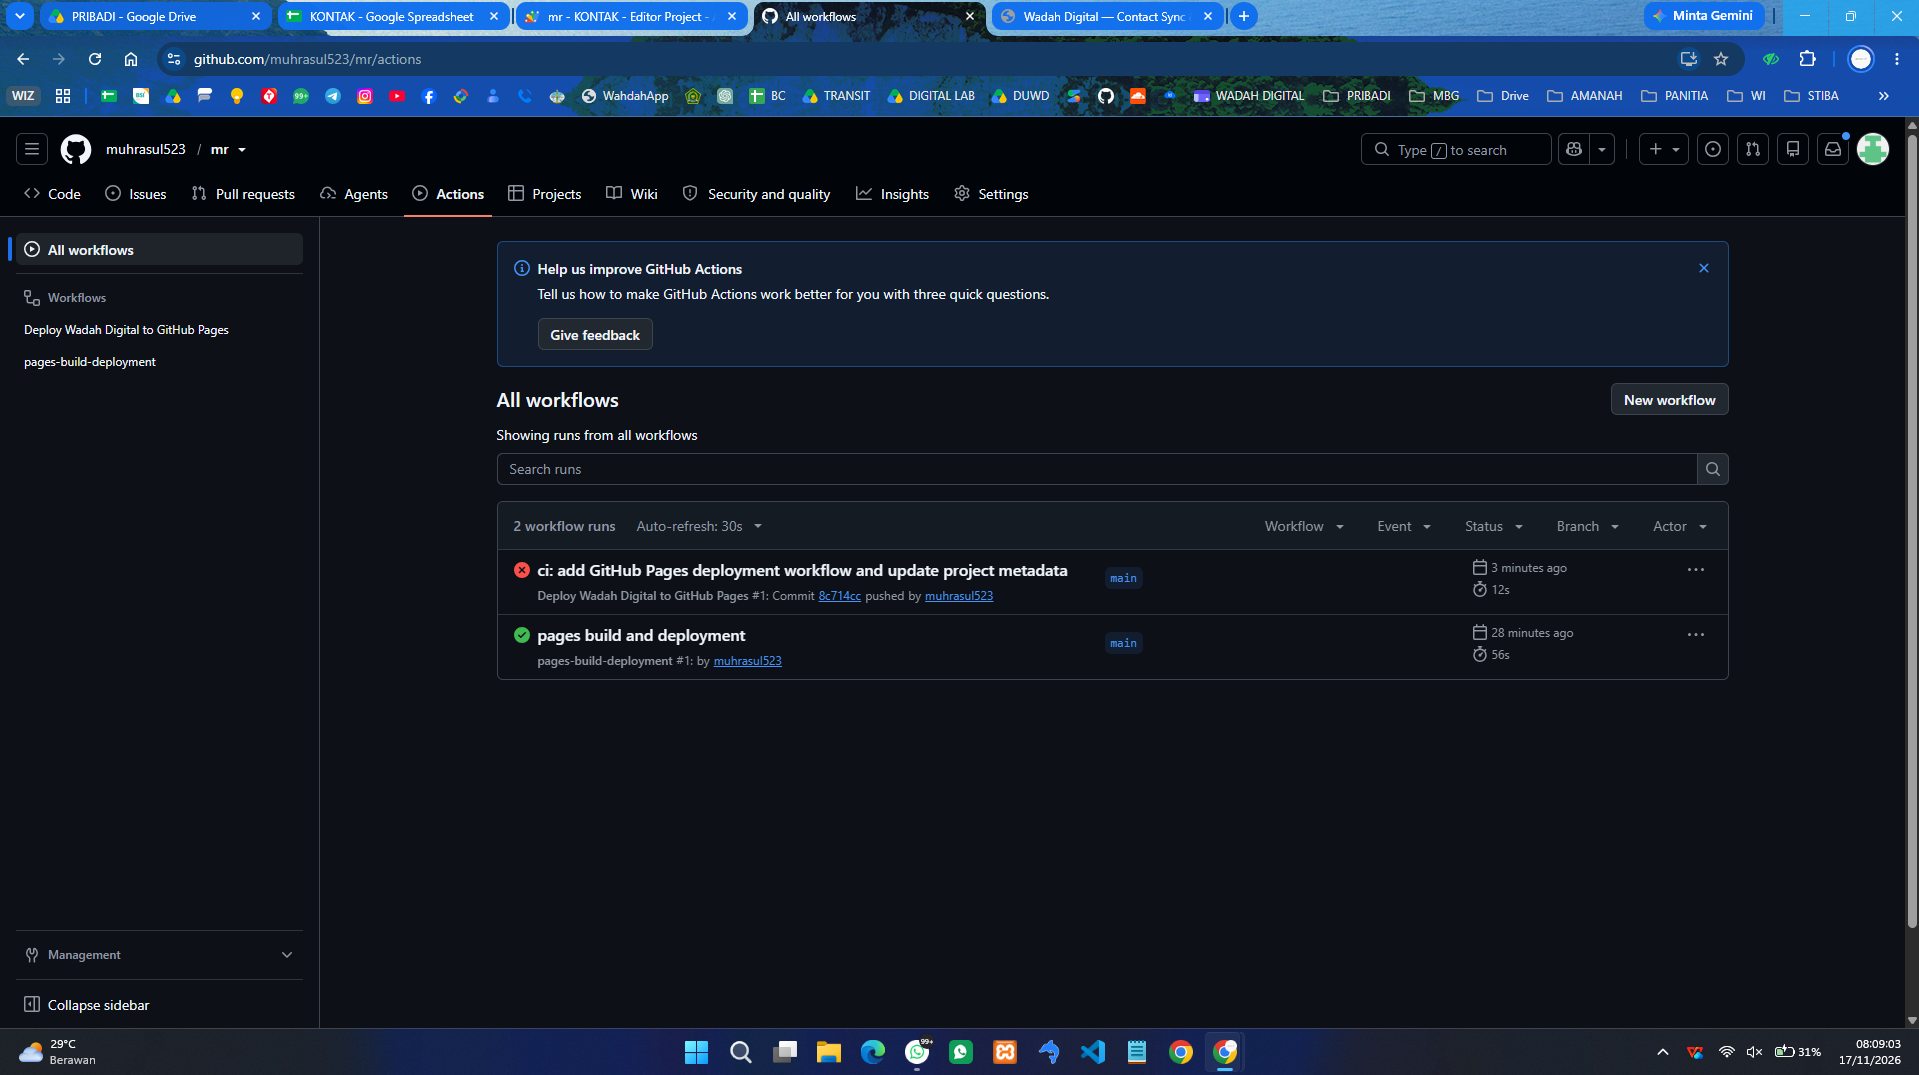 PRIBADI - Google Drive
KONTAK - Google Spreadsheet
mr - KONTAK - Editor Project -
All workflows
Wadah Digital — Contact Sync
Minta Gemini
github.com/muhrasul523/mr/actions
WIZ
99+
WahdahApp
BC
TRANSIT
DIGITAL LAB
DUWD
WADAH DIGITAL
PRIBADI
MBG
Drive
AMANAH
PANITIA
WI
STIBA
muhrasul523 / mr
Type / to search
Code
Issues
Pull requests
Agents
Actions
Projects
Wiki
Security and quality
Insights
Settings
All workflows
Workflows
Deploy Wadah Digital to GitHub Pages
pages-build-deployment
Help us improve GitHub Actions
Tell us how to make GitHub Actions work better for you with three quick questions.
Give feedback
All workflows
New workflow
Showing runs from all workflows
Search runs
2 workflow runs
Auto-refresh: 30s
Workflow
Event
Status
Branch
Actor
ci: add GitHub Pages deployment workflow and update project metadata
Deploy Wadah Digital to GitHub Pages #1: Commit 8c714cc pushed by muhrasul523
main
3 minutes ago
12s
pages build and deployment
pages-build-deployment #1: by muhrasul523
main
28 minutes ago
56s
Management
Collapse sidebar
29°C
Berawan
99+
31%
08:09:03
17/11/2026